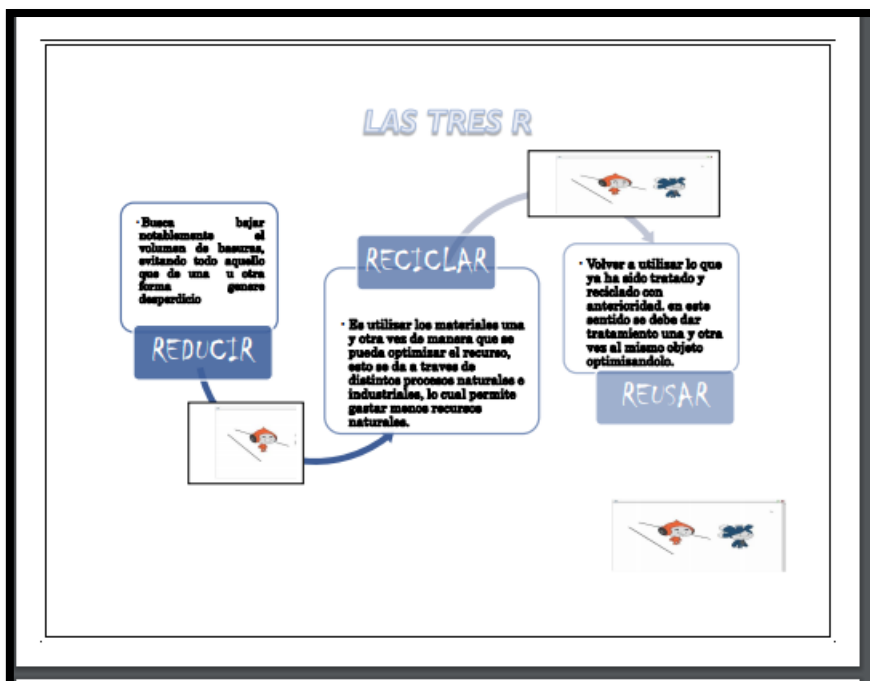 LAS TRES R
· Busca bajar
notablemente el
volumen de basuras,
evitando todo aquello
que de una u otra
forma genere
desperdicio
REDUCIR
RECICLAR
· Es utilizar los materiales una
y otra vez de manera que se
pueda optimizar el recurso,
esto se da a traves de
distintos procesos naturales e
industriales, lo cual permite
gastar menos recursos
naturales.
· Volver a utilizar lo que
ya ha sido tratado y
reciclado con
anterioridad. en este
sentido se debe dar
tratamiento una y otra
vez al mismo objeto
optimisandolo.
REUSAR